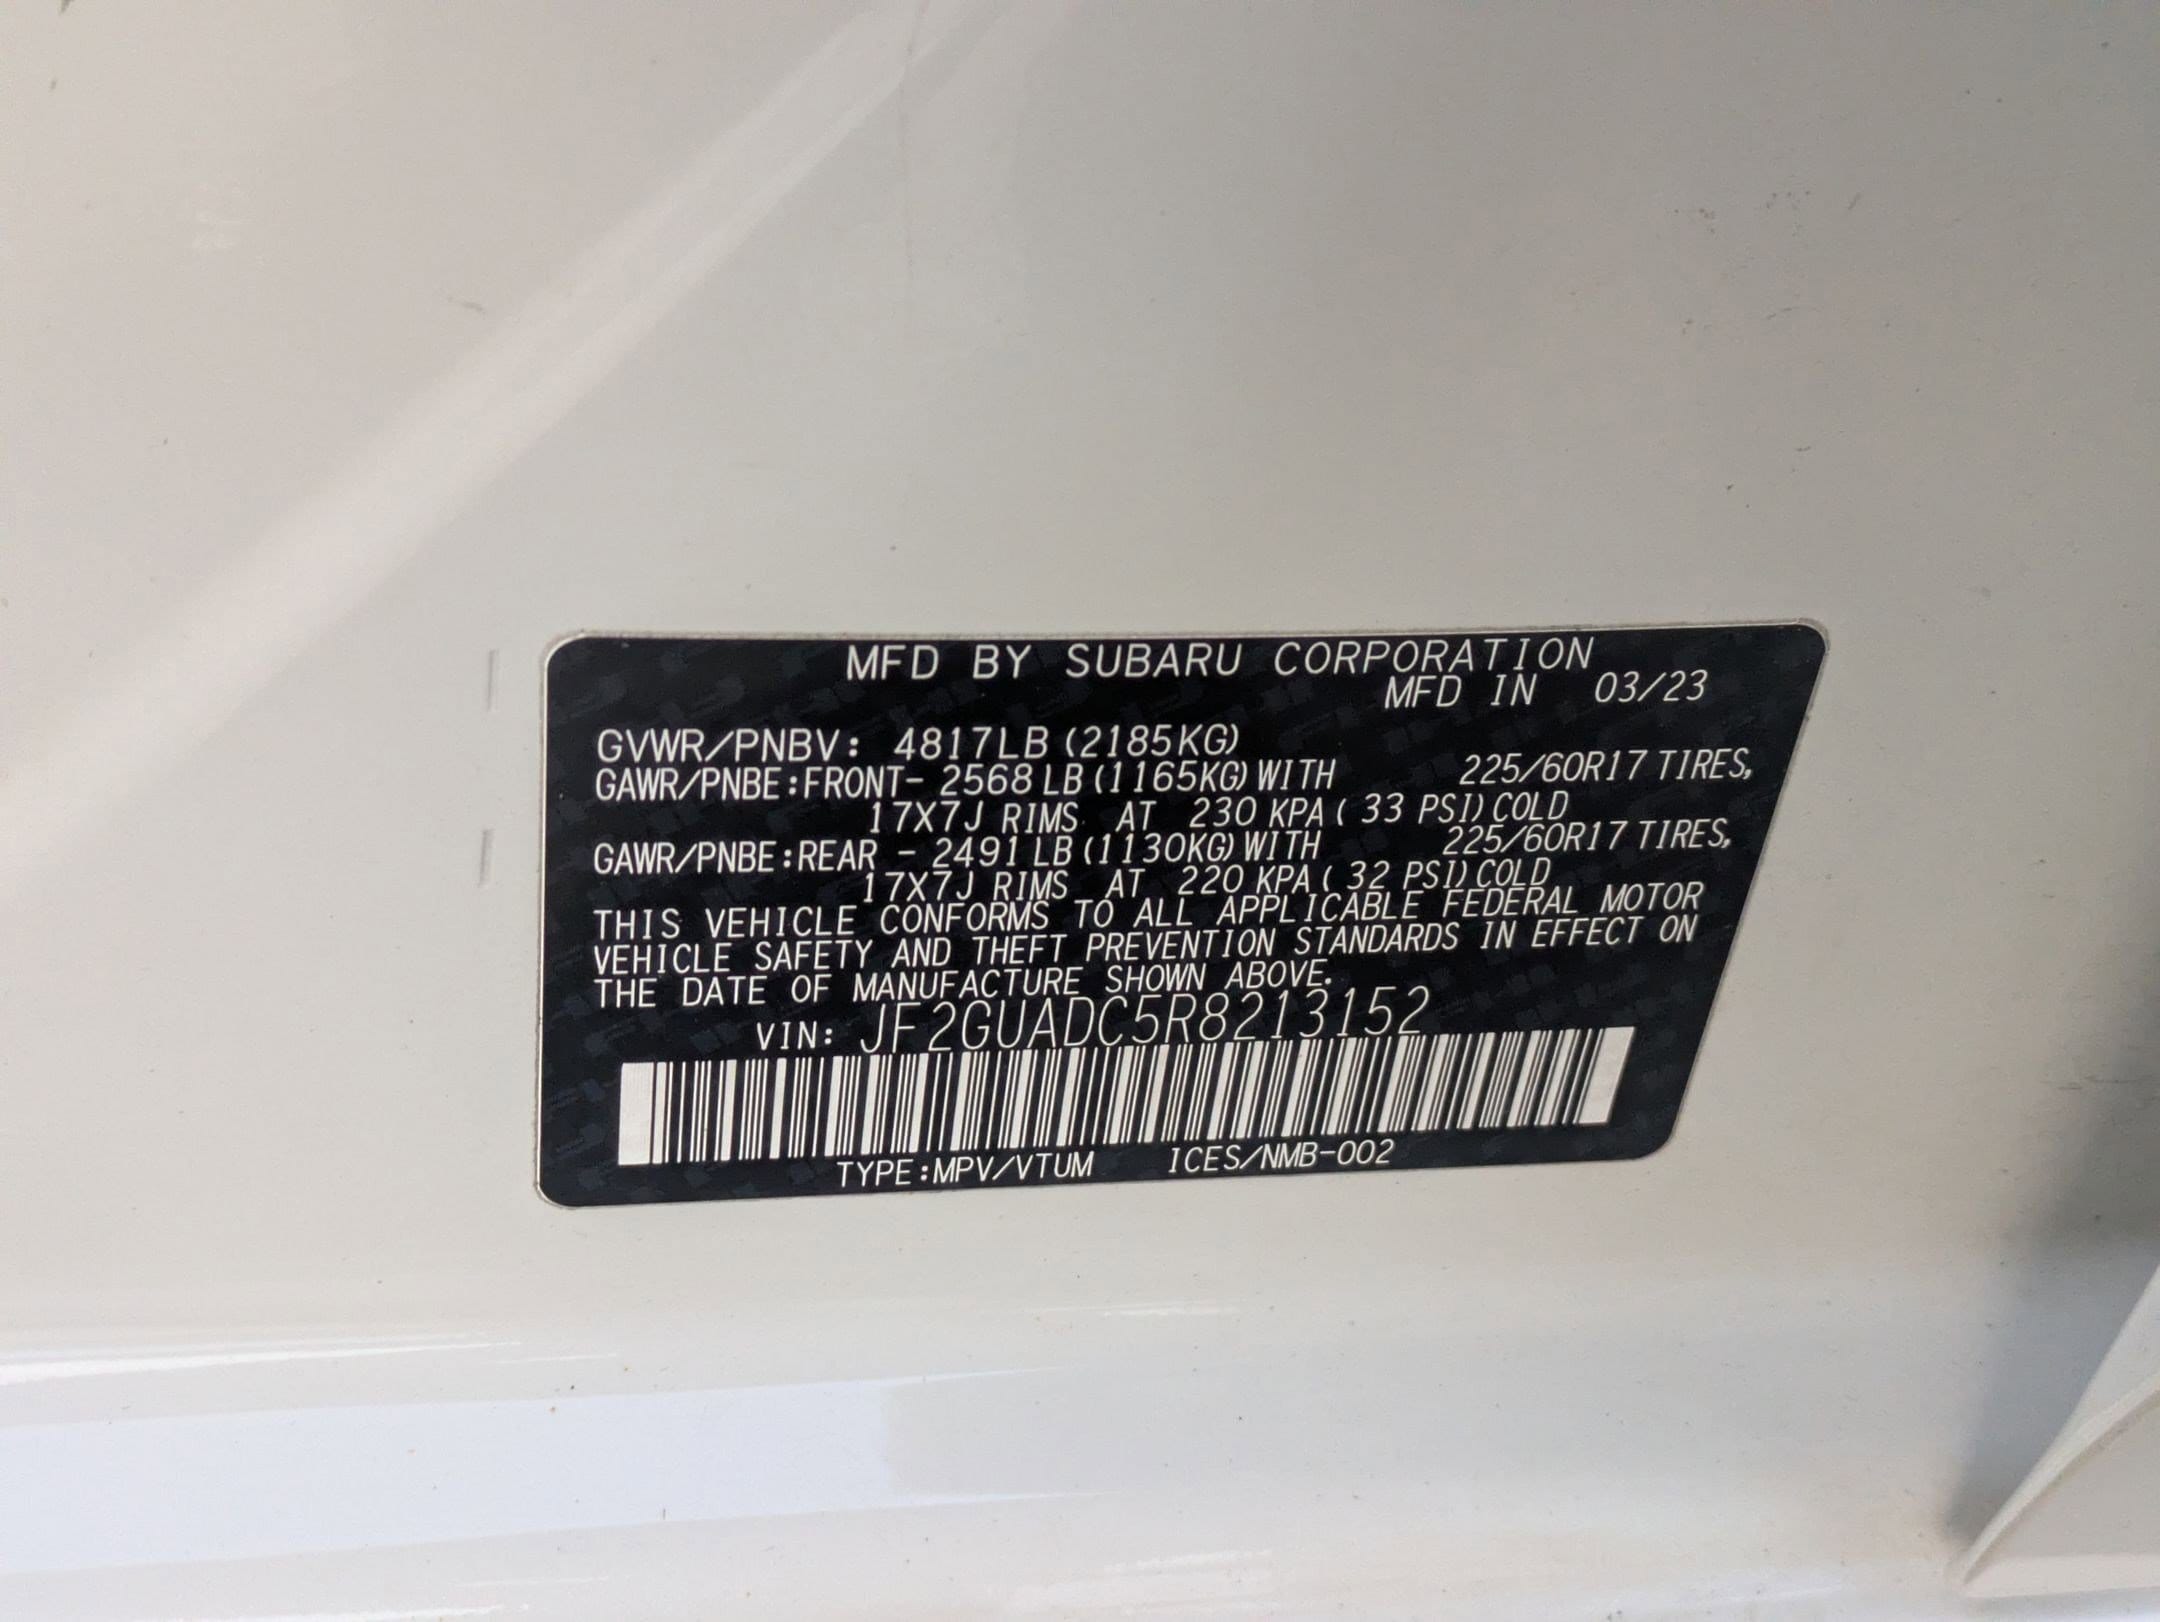 MFD BY SUBARU CORPORATION
MFD IN 03/23
GVWR/PNBV: 4817LB (2185KG)
GAWR/PNBE:FRONT- 2568 LB (1165KG) WITH 225/60R17 TIRES,
17X7J RIMS AT 230 KPA ( 33 PSI) COLD
GAWR/PNBE:REAR - 2491 LB (1130KG) WITH 225/60R17 TIRES,
17X7J RIMS AT 220 KPA ( 32 PSI) COLD
THIS VEHICLE CONFORMS TO ALL APPLICABLE FEDERAL MOTOR
VEHICLE SAFETY AND THEFT PREVENTION STANDARDS IN EFFECT ON
THE DATE OF MANUFACTURE SHOWN ABOVE.
VIN: JF2GUADC5R8213152
TYPE:MPV/VTUM ICES/NMB-002